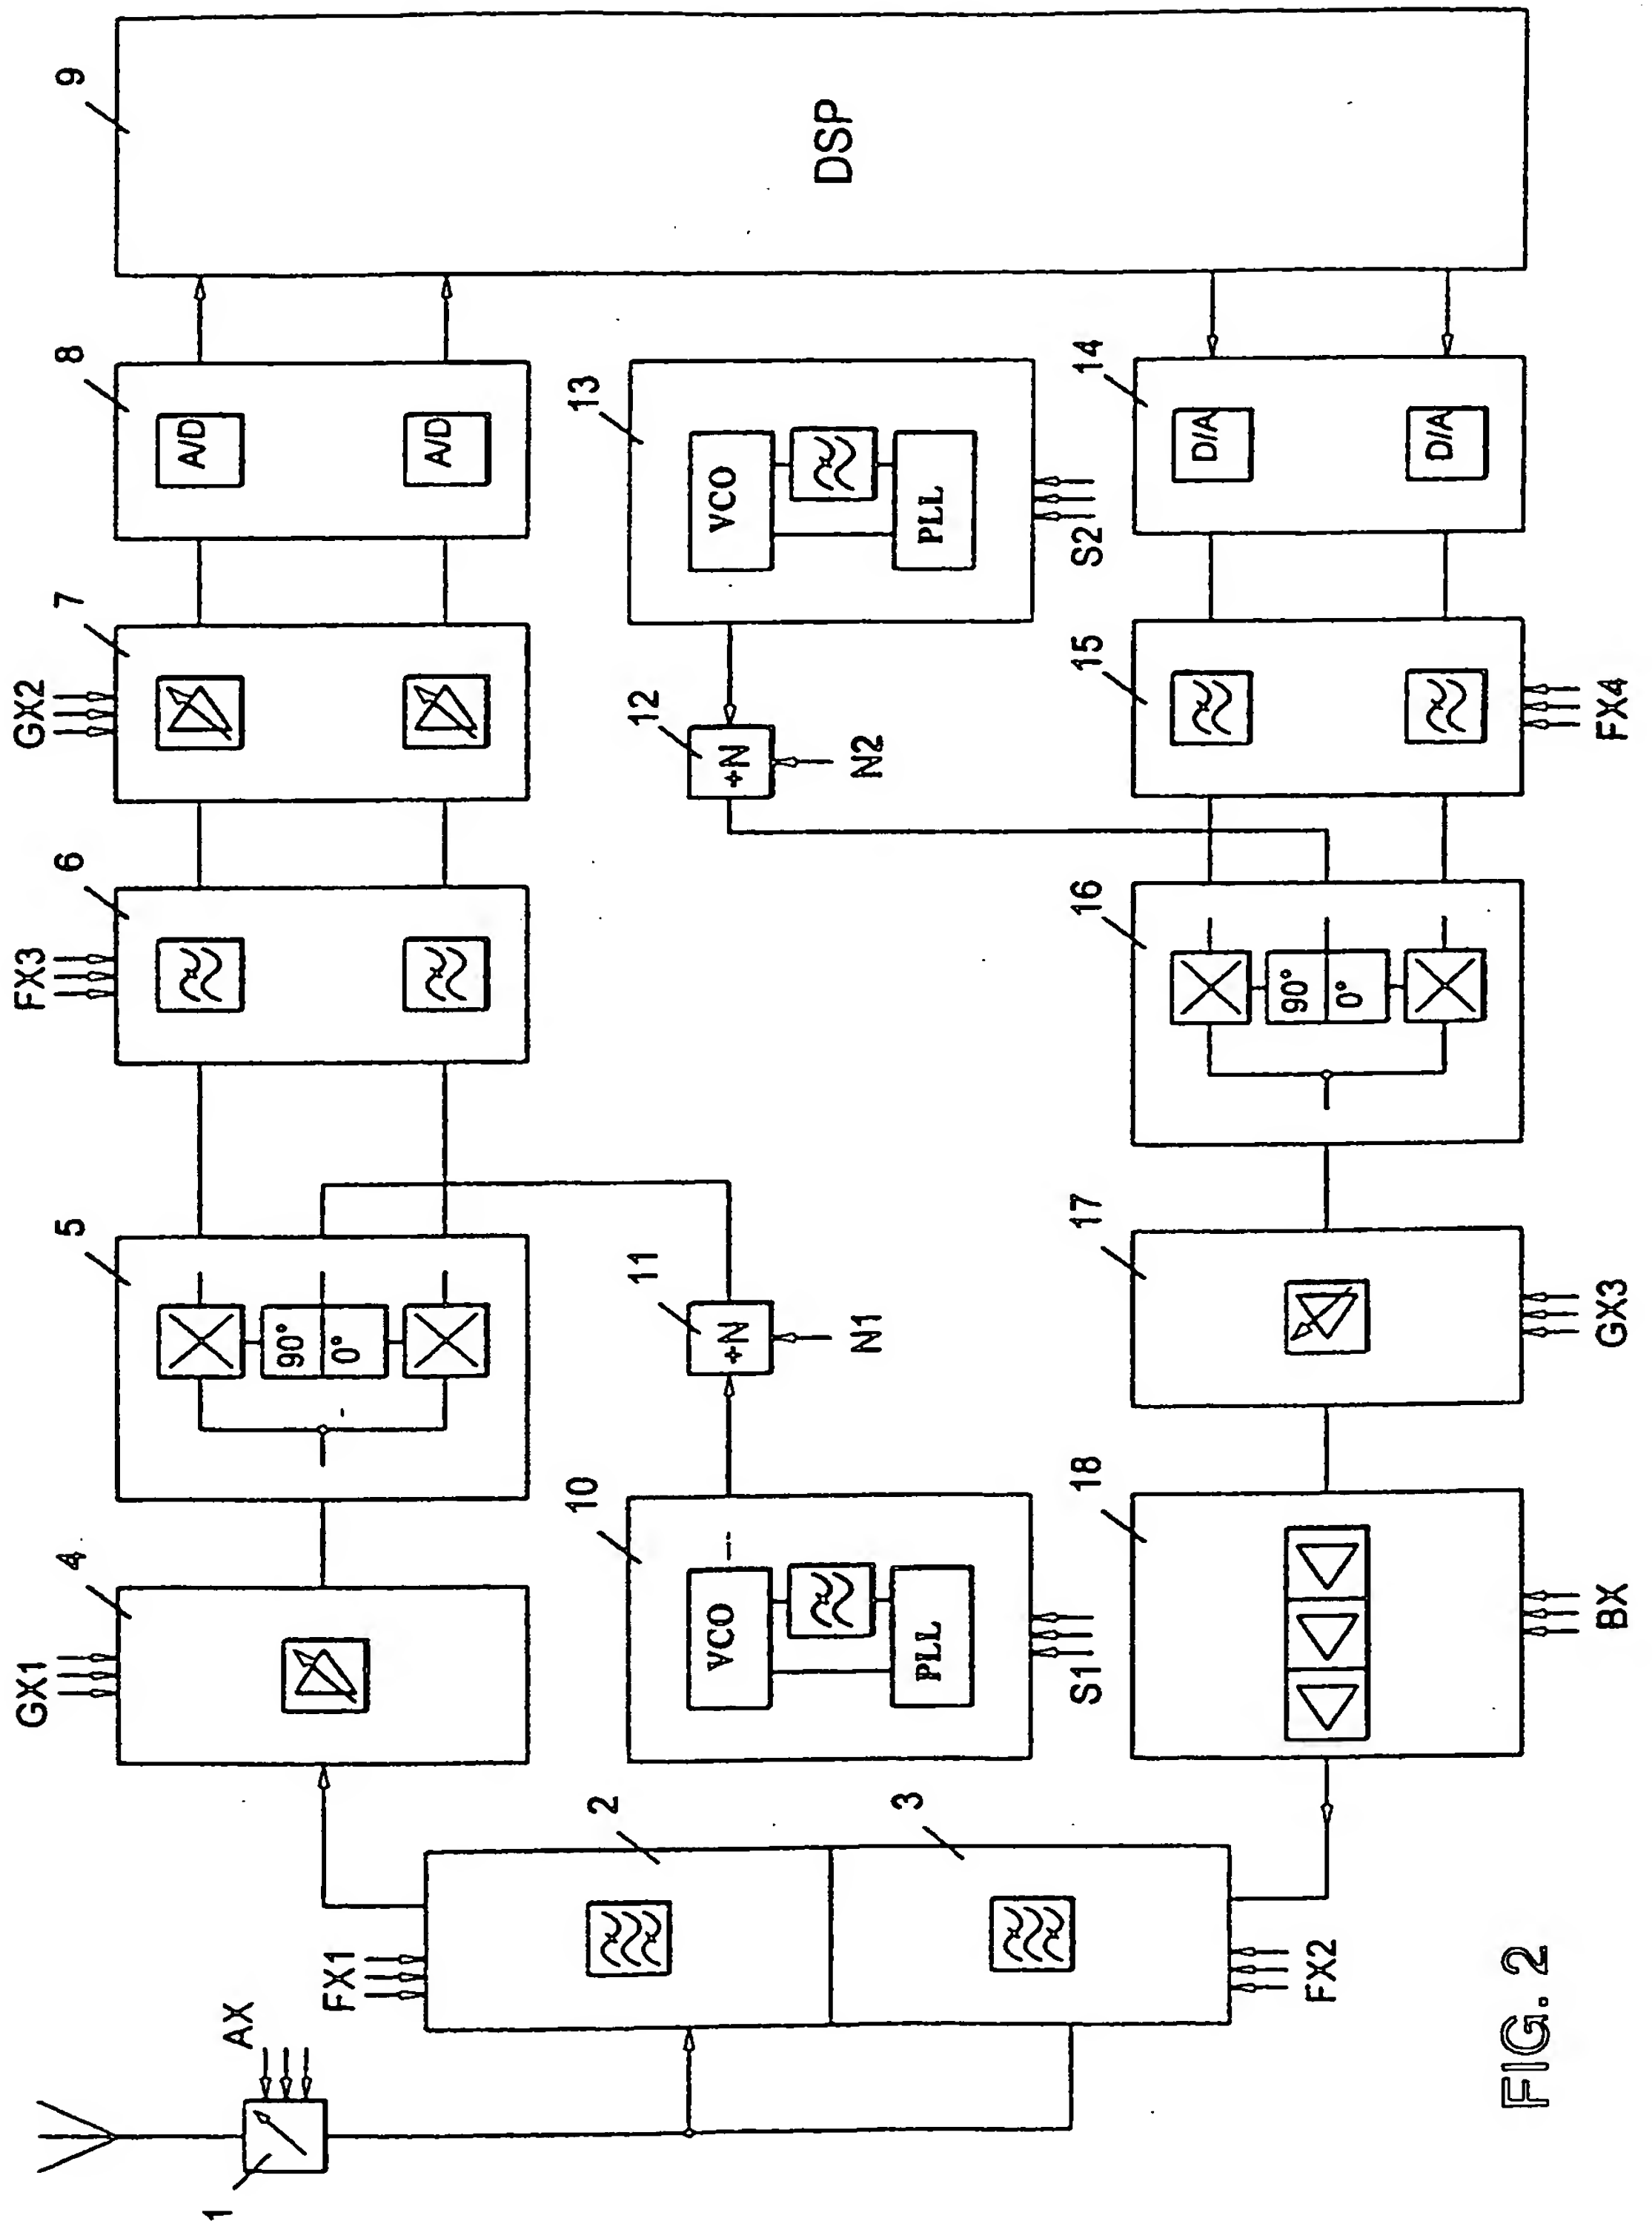 GX1
FX3
GX2
4
5
6
7
8
9
A/D
1
AX
90°
FX1
0°
A/D
2
10
11
12
13
VCO
÷N
÷N
VCO
DSP
N1
N2
3
PLL
PLL
S1
S2
18
17
16
15
14
D/A
90°
FX2
0°
D/A
FIG. 2
BX
GX3
FX4